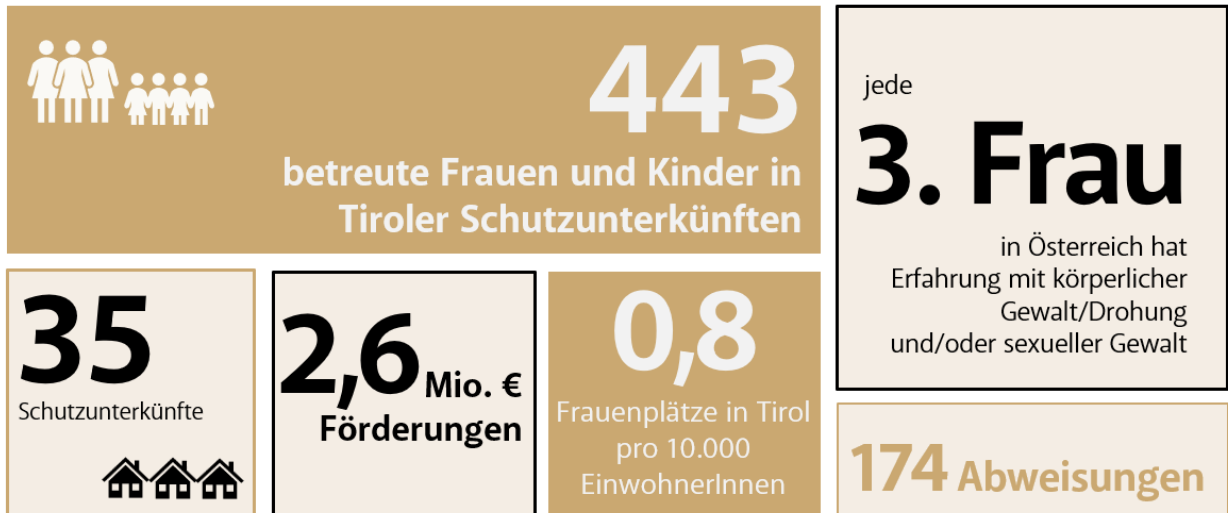 443
betreute Frauen und Kinder in
Tiroler Schutzunterkünften
jede
3. Frau
in Österreich hat
Erfahrung mit körperlicher
Gewalt/Drohung
und/oder sexueller Gewalt
35
Schutzunterkünfte
2,6 Mio. €
Förderungen
0,8
Frauenplätze in Tirol
pro 10.000
EinwohnerInnen
174 Abweisungen